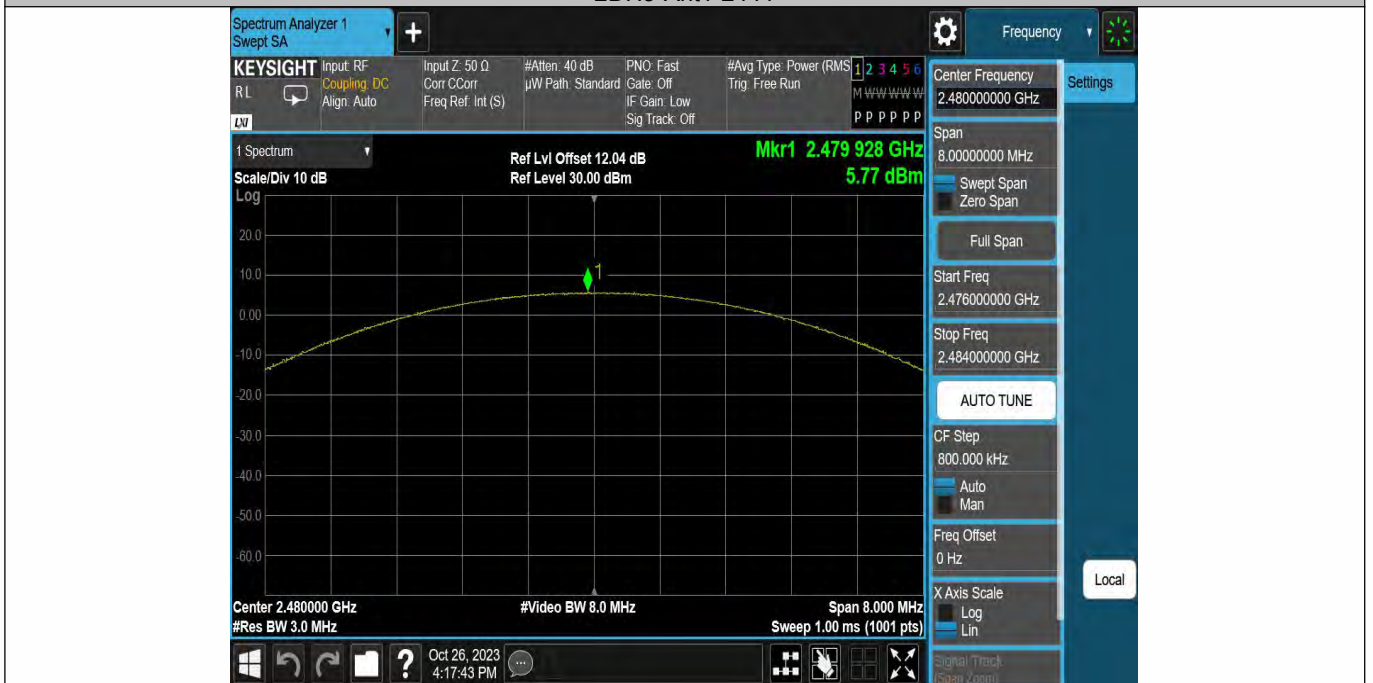 Spectrum Analyzer 1
Swept SA
+
Frequency
KEYSIGHT
RL
LXI
Input: RF
Coupling: DC
Align: Auto
Input Z: 50 Ω
Corr CCorr
Freq Ref: Int (S)
#Atten: 40 dB
µW Path: Standard
PNO: Fast
Gate: Off
IF Gain: Low
Sig Track: Off
#Avg Type: Power (RMS
Trig: Free Run
1 2 3 4 5 6
M W W W W W
P P P P P P
1 Spectrum
Scale/Div 10 dB
Log
Ref Lvl Offset 12.04 dB
Ref Level 30.00 dBm
Mkr1 2.479 928 GHz
5.77 dBm
20.0
10.0
1
0.00
-10.0
-20.0
-30.0
-40.0
-50.0
-60.0
Center 2.480000 GHz
#Video BW 8.0 MHz
Span 8.000 MHz
#Res BW 3.0 MHz
Sweep 1.00 ms (1001 pts)
?
Oct 26, 2023
4:17:43 PM
Center Frequency
2.480000000 GHz
Settings
Span
8.00000000 MHz
Swept Span
Zero Span
Full Span
Start Freq
2.476000000 GHz
Stop Freq
2.484000000 GHz
AUTO TUNE
CF Step
800.000 kHz
Auto
Man
Freq Offset
0 Hz
X Axis Scale
Log
Lin
Signal Track
(Span Zoom)
Local